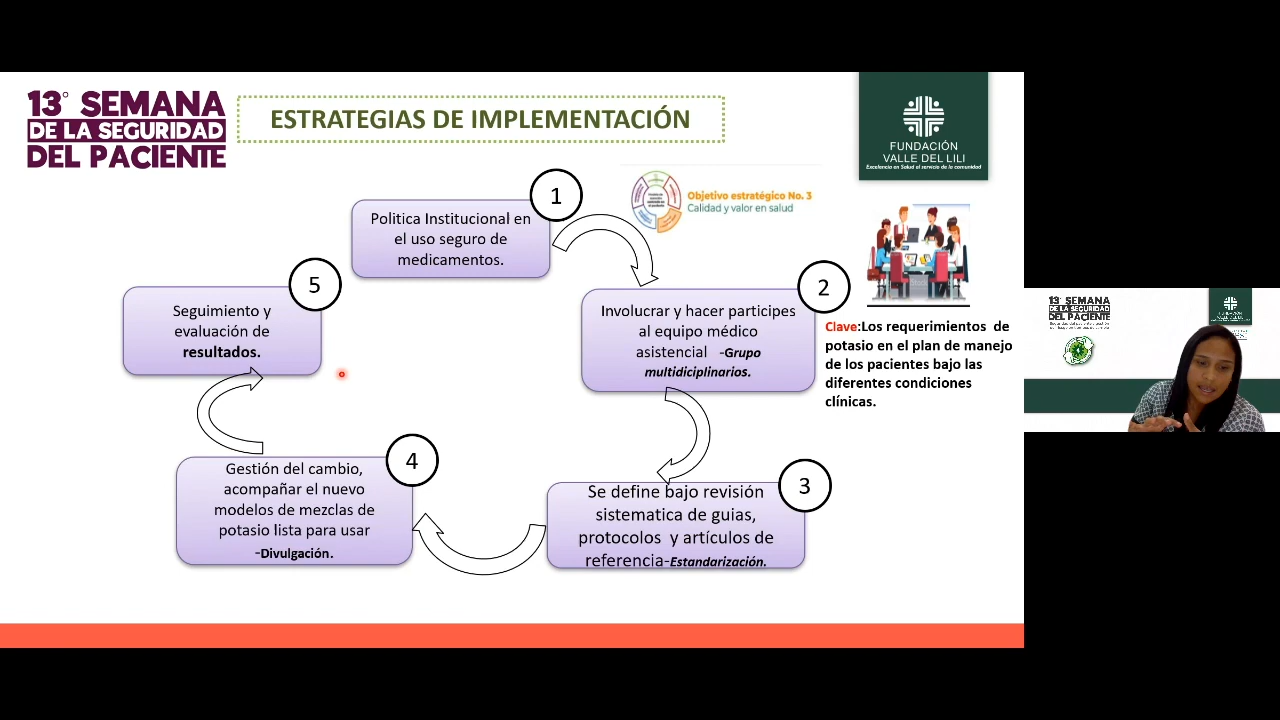 13° SEMANA
DE LA SEGURIDAD
DEL PACIENTE
ESTRATEGIAS DE IMPLEMENTACIÓN
FUNDACIÓN
VALLE DEL LILI
Excelencia en Salud al servicio de la comunidad
1
Politica Institucional en
el uso seguro de
medicamentos.
Objetivo estratégico No. 3
Calidad y valor en salud
2
Involucrar y hacer participes
al equipo médico
asistencial -Grupo
multidiciplinarios.
Clave:Los requerimientos de
potasio en el plan de manejo
de los pacientes bajo las
diferentes condiciones
clínicas.
3
Se define bajo revisión
sistematica de guias,
protocolos y artículos de
referencia-Estandarización.
4
Gestión del cambio,
acompañar el nuevo
modelos de mezclas de
potasio lista para usar
-Divulgación.
5
Seguimiento y
evaluación de
resultados.
13° SEMANA
DE LA SEGURIDAD
DEL PACIENTE